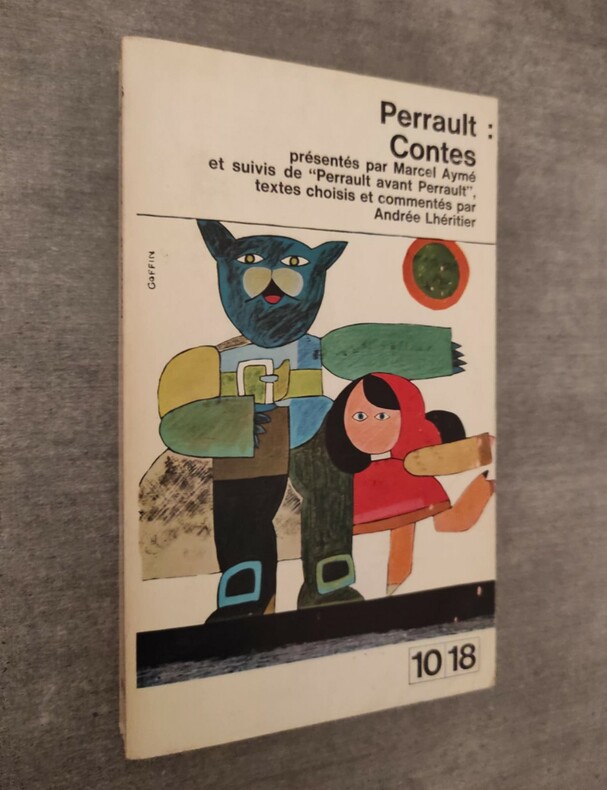 Perrault :
Contes
présentés par Marcel Aymé
et suivis de "Perrault avant Perrault",
textes choisis et commentés par
Andrée Lhéritier
GOFFIN
10 18